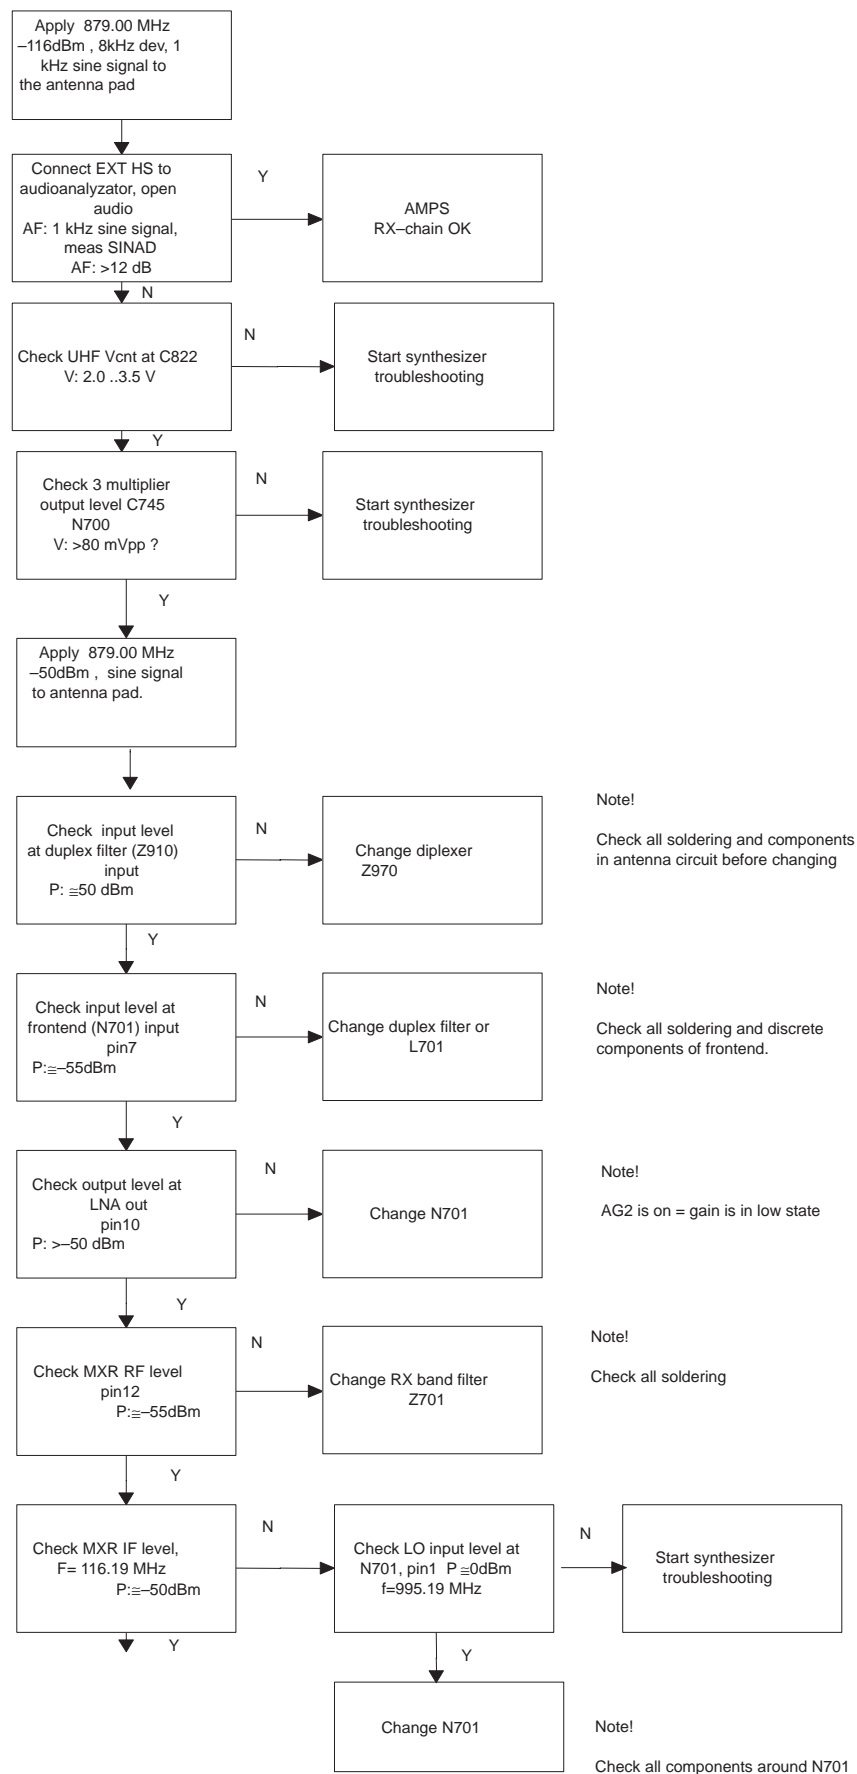 Apply 879.00 MHz
–116dBm , 8kHz dev, 1
kHz sine signal to
the antenna pad
Connect EXT HS to
audioanalyzator, open
audio
AF: 1 kHz sine signal,
meas SINAD
AF: >12 dB
Y
AMPS
RX–chain OK
N
Check UHF Vcnt at C822
V: 2.0 ..3.5 V
N
Start synthesizer
troubleshooting
Y
Check 3 multiplier
output level C745
N700
V: >80 mVpp ?
N
Start synthesizer
troubleshooting
Y
Apply 879.00 MHz
–50dBm , sine signal
to antenna pad.
Check input level
at duplex filter (Z910)
input
P: ≅50 dBm
N
Change diplexer
Z970
Note!
Check all soldering and components
in antenna circuit before changing
Y
Check input level at
frontend (N701) input
pin7
P:≅–55dBm
N
Change duplex filter or
L701
Note!
Check all soldering and discrete
components of frontend.
Y
Check output level at
LNA out
pin10
P: >–50 dBm
N
Change N701
Note!
AG2 is on = gain is in low state
Y
Check MXR RF level
pin12
P:≅–55dBm
N
Change RX band filter
Z701
Note!
Check all soldering
Y
Check MXR IF level,
F= 116.19 MHz
P:≅–50dBm
N
Check LO input level at
N701, pin1 P ≅0dBm
f=995.19 MHz
N
Start synthesizer
troubleshooting
Y
Y
Change N701
Note!
Check all components around N701